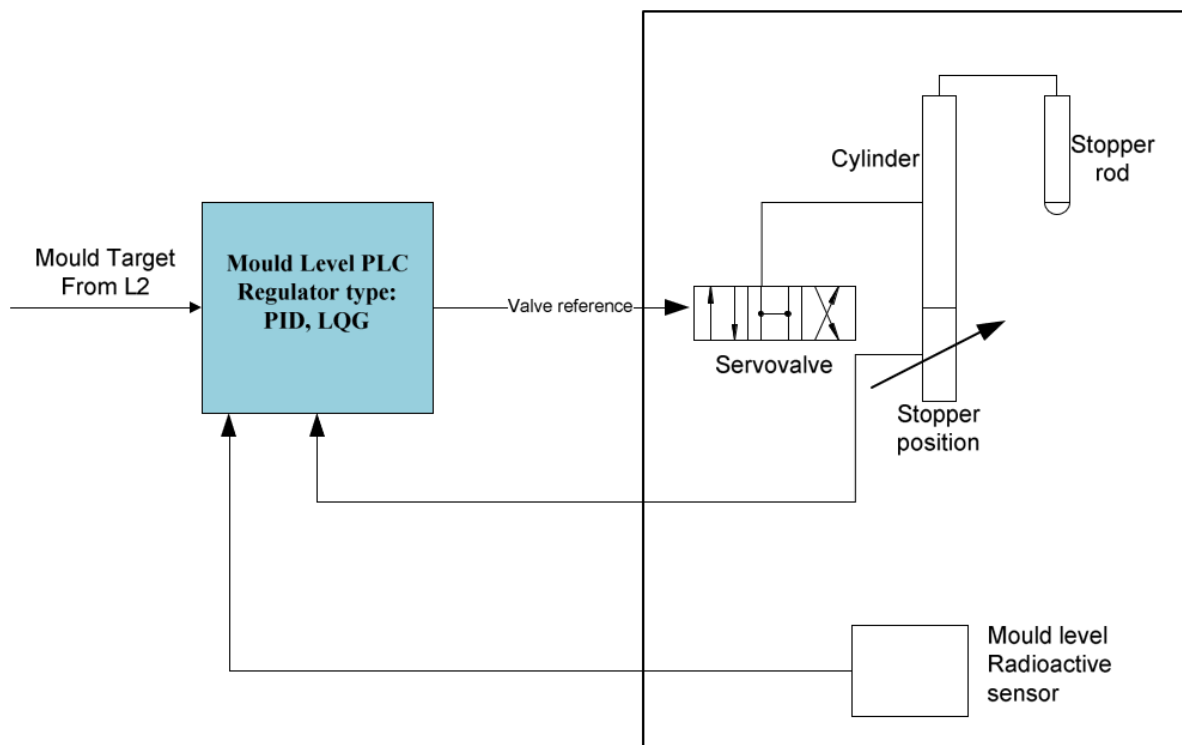 Mould Target
From L2
Mould Level PLC
Regulator type:
PID, LQG
Valve reference
Servovalve
Cylinder
Stopper
rod
Stopper
position
Mould level
Radioactive
sensor